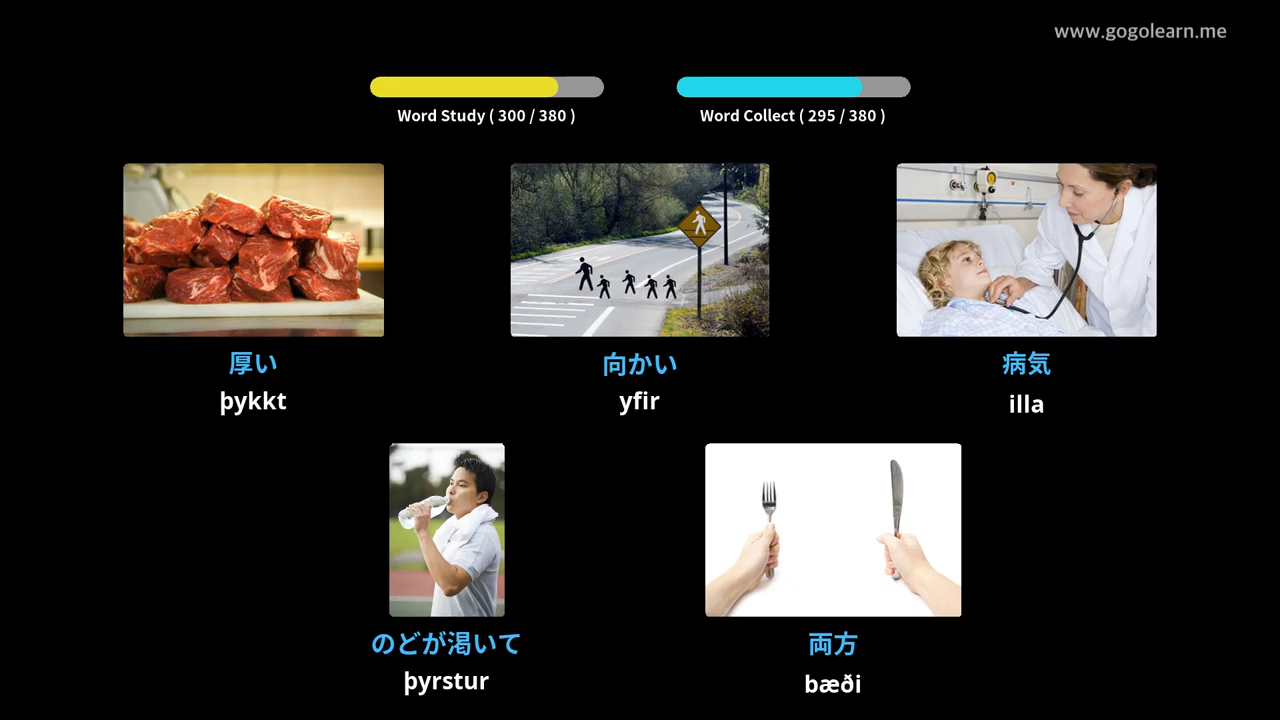 www.gogolearn.me
Word Study ( 300 / 380 )
Word Collect ( 295 / 380 )
厚い
向かい
病気
þykkt
yfir
illa
のどが渇いて
両方
þyrstur
bæði